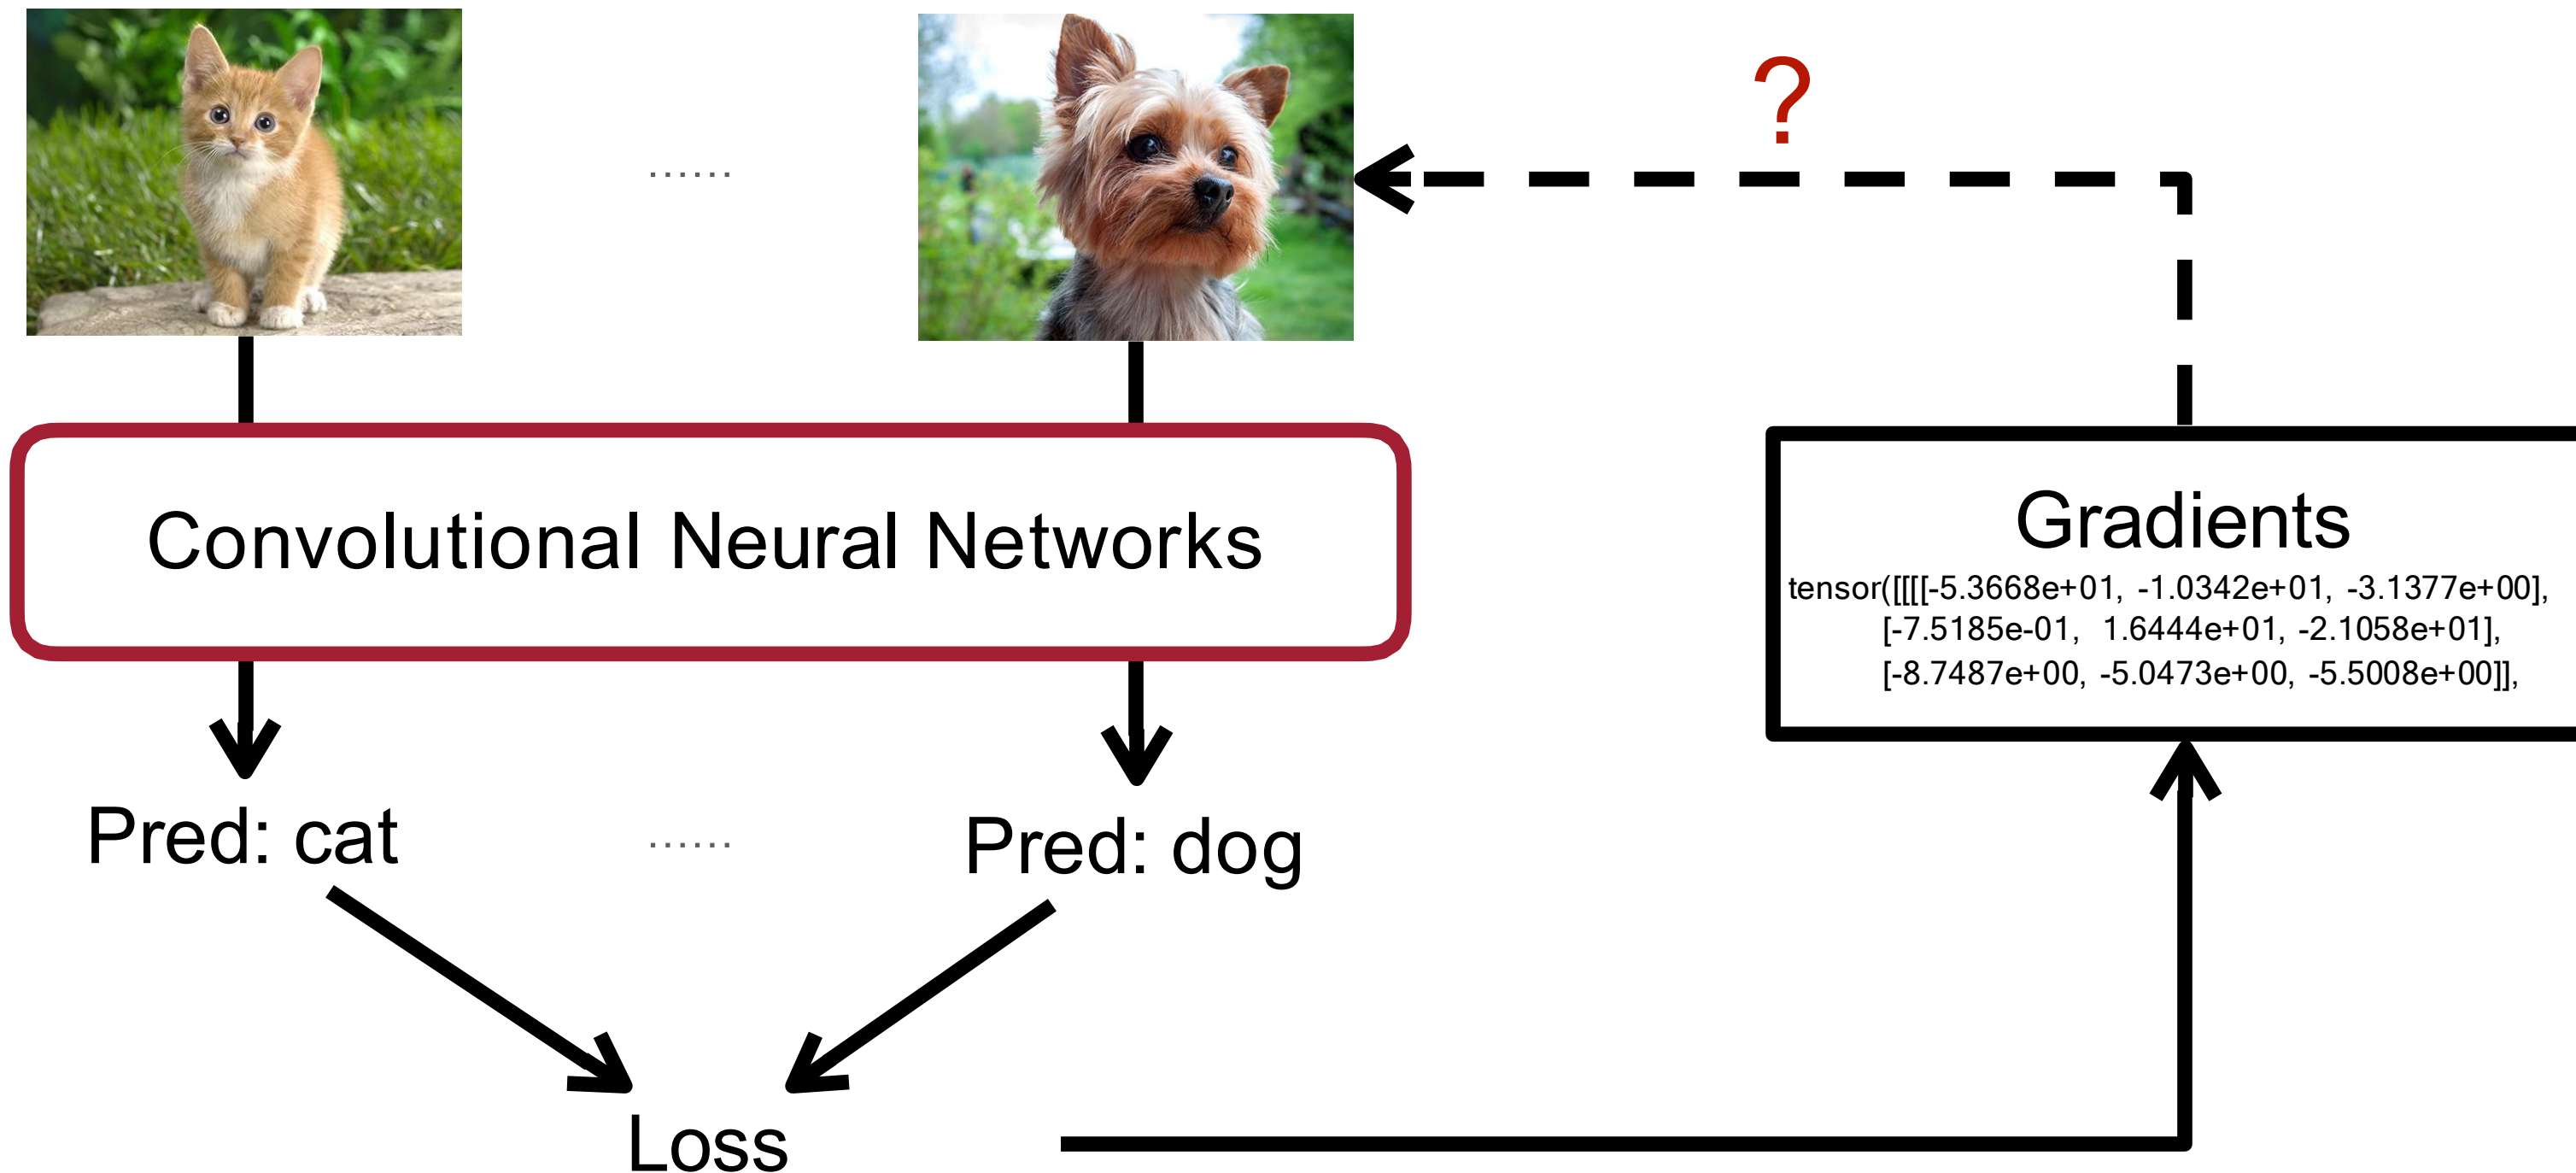 ......
?
Convolutional Neural Networks
Gradients
tensor([[[[-5.3668e+01, -1.0342e+01, -3.1377e+00],
[-7.5185e-01, 1.6444e+01, -2.1058e+01],
[-8.7487e+00, -5.0473e+00, -5.5008e+00]],
Pred: cat
......
Pred: dog
Loss